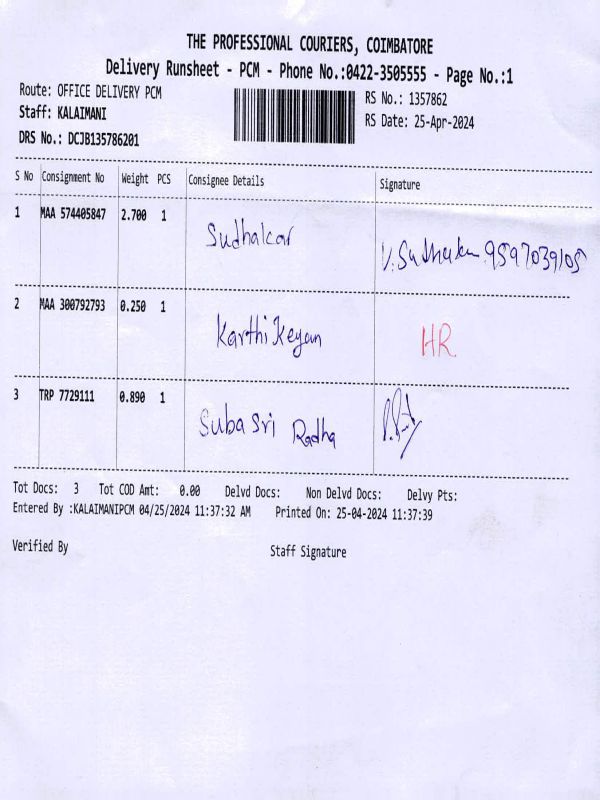 THE PROFESSIONAL COURIERS, COIMBATORE
Delivery Runsheet - PCM - Phone No.:0422-3505555 - Page No.:1
Route: OFFICE DELIVERY PCM
RS No.: 1357862
Staff: KALAIMANI
RS Date: 25-Apr-2024
DRS No.: DCJB135786201
S No Consignment No Weight PCS Consignee Details Signature
1 MAA 574405847 2.700 1 Sudhakar V. Sudhakar 9597039105
2 MAA 300792793 0.250 1 Karthi Keyan HR
3 TRP 7729111 0.890 1 Suba Sri Radha
Tot Docs: 3 Tot COD Amt: 0.00 Delvd Docs: Non Delvd Docs: Delvy Pts:
Entered By :KALAIMANIPCM 04/25/2024 11:37:32 AM Printed On: 25-04-2024 11:37:39
Verified By Staff Signature